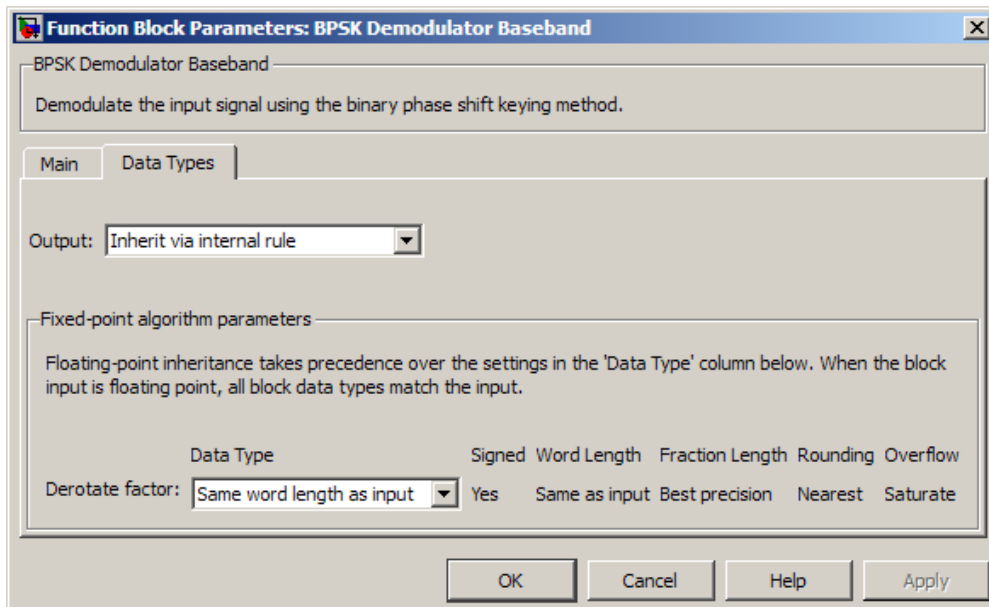 Function Block Parameters: BPSK Demodulator Baseband
BPSK Demodulator Baseband
Demodulate the input signal using the binary phase shift keying method.
Main Data Types
Output: Inherit via internal rule
Fixed-point algorithm parameters
Floating-point inheritance takes precedence over the settings in the 'Data Type' column below. When the block
input is floating point, all block data types match the input.
Data Type Signed Word Length Fraction Length Rounding Overflow
Derotate factor: Same word length as input Yes Same as input Best precision Nearest Saturate
OK Cancel Help Apply